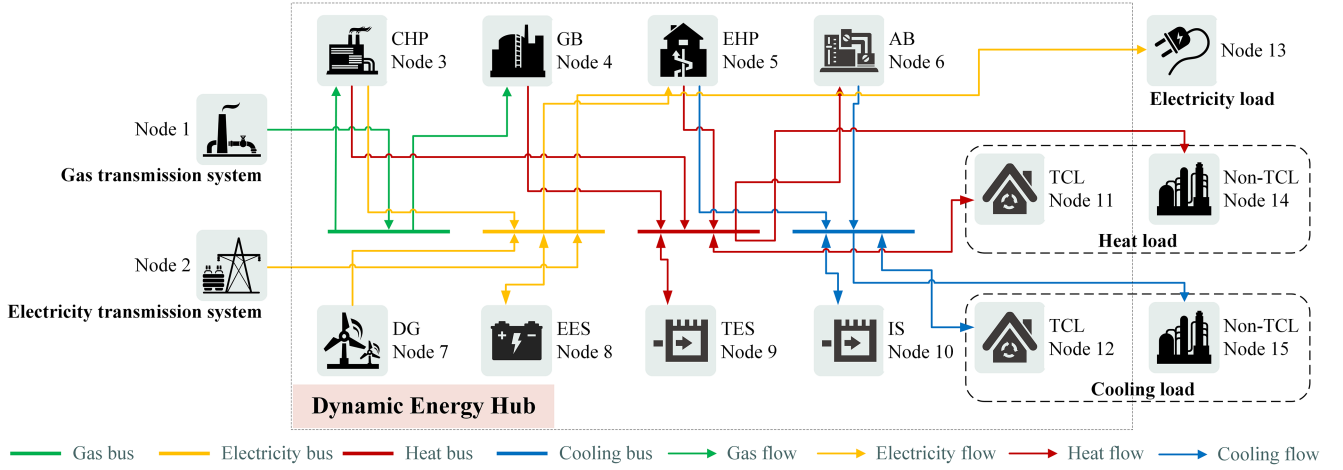 CHP
Node 3
GB
Node 4
EHP
Node 5
AB
Node 6
Node 13
Electricity load
Node 1
Gas transmission system
TCL
Node 11
Non-TCL
Node 14
Heat load
Node 2
Electricity transmission system
DG
Node 7
EES
Node 8
TES
Node 9
IS
Node 10
TCL
Node 12
Non-TCL
Node 15
Cooling load
Dynamic Energy Hub
Gas bus
Electricity bus
Heat bus
Cooling bus
Gas flow
Electricity flow
Heat flow
Cooling flow